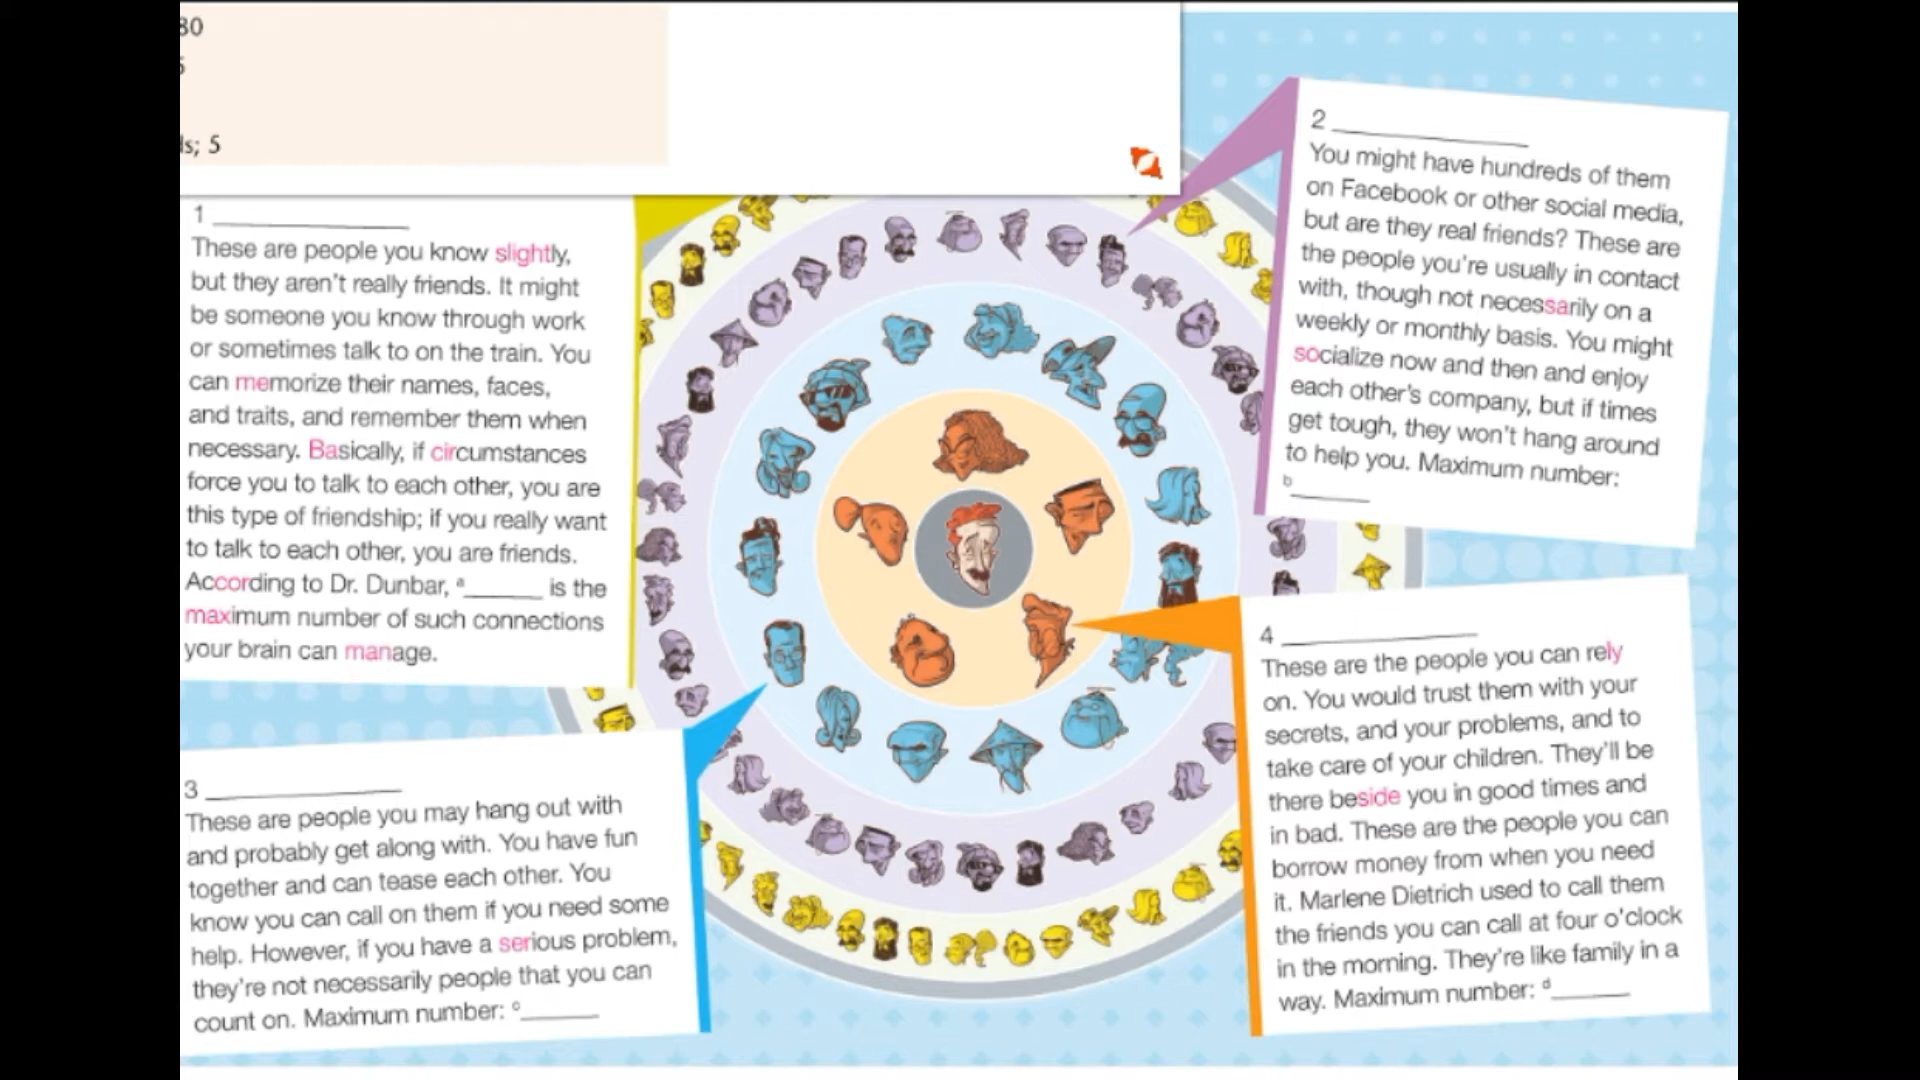 80
5
ls; 5
1 ____________
These are people you know slightly,
but they aren't really friends. It might
be someone you know through work
or sometimes talk to on the train. You
can memorize their names, faces,
and traits, and remember them when
necessary. Basically, if circumstances
force you to talk to each other, you are
this type of friendship; if you really want
to talk to each other, you are friends.
According to Dr. Dunbar, a______ is the
maximum number of such connections
your brain can manage.
2 ____________
You might have hundreds of them
on Facebook or other social media,
but are they real friends? These are
the people you're usually in contact
with, though not necessarily on a
weekly or monthly basis. You might
socialize now and then and enjoy
each other's company, but if times
get tough, they won't hang around
to help you. Maximum number:
b______
3 ____________
These are people you may hang out with
and probably get along with. You have fun
together and can tease each other. You
know you can call on them if you need some
help. However, if you have a serious problem,
they're not necessarily people that you can
count on. Maximum number: c______
4 ____________
These are the people you can rely
on. You would trust them with your
secrets, and your problems, and to
take care of your children. They'll be
there beside you in good times and
in bad. These are the people you can
borrow money from when you need
it. Marlene Dietrich used to call them
the friends you can call at four o'clock
in the morning. They're like family in a
way. Maximum number: d______